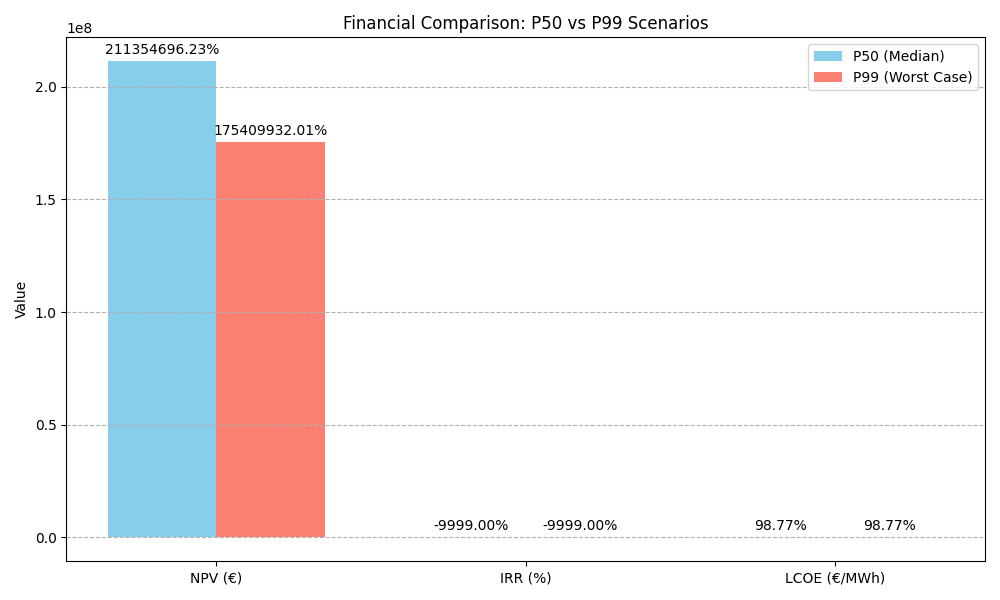 Financial Comparison: P50 vs P99 Scenarios
1e8
211354696.23%
175409932.01%
P50 (Median)
P99 (Worst Case)
2.0
1.5
1.0
0.5
0.0
Value
-9999.00%
-9999.00%
98.77%
98.77%
NPV (€)
IRR (%)
LCOE (€/MWh)